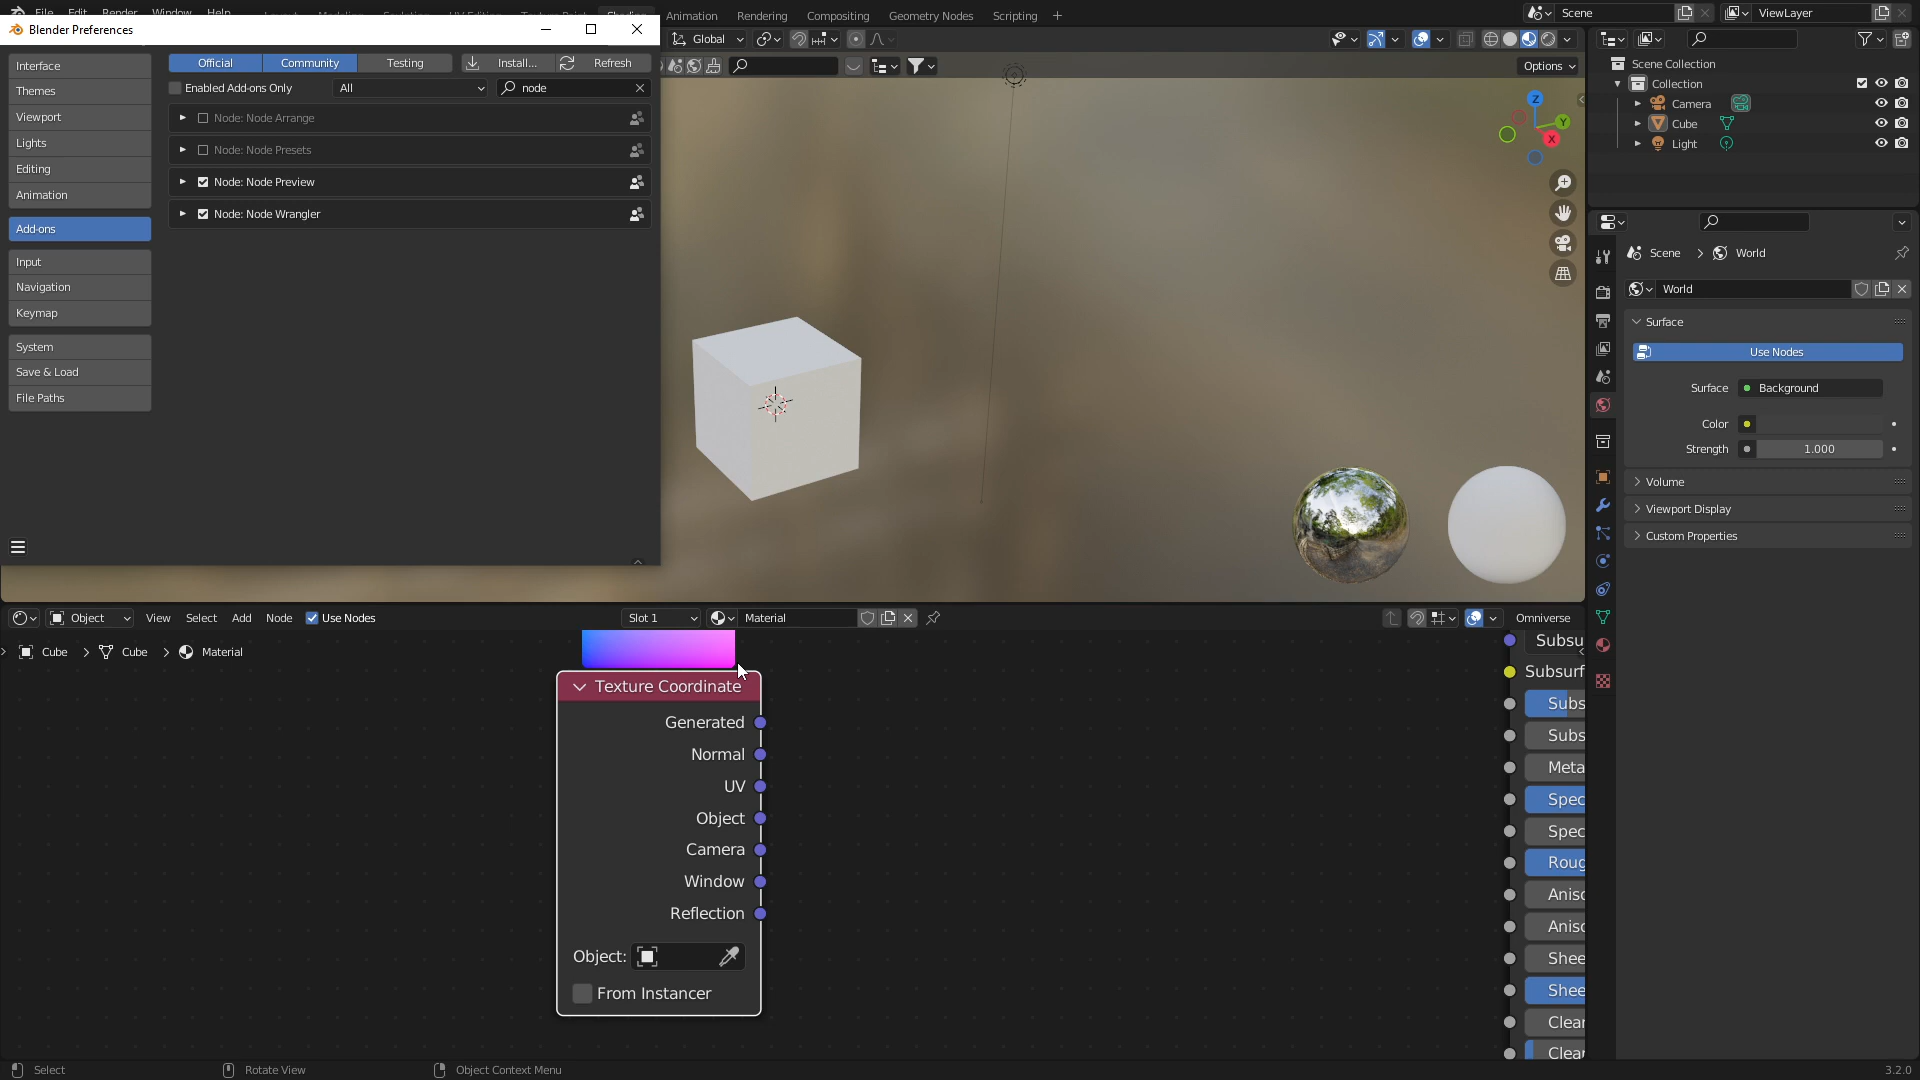 File Edit Render Window Help
Animation Rendering Compositing Geometry Nodes Scripting
Scene
ViewLayer
Blender Preferences
Global
Options
Official Community Testing Install... Refresh
Enabled Add-ons Only All node
Node: Node Arrange
Node: Node Presets
Node: Node Preview
Node: Node Wrangler
Interface
Themes
Viewport
Lights
Editing
Animation
Add-ons
Input
Navigation
Keymap
System
Save & Load
File Paths
Z
Y
X
Scene Collection
Collection
Camera
Cube
Light
Scene > World
World
Surface
Use Nodes
Surface Background
Color
Strength 1.000
Volume
Viewport Display
Custom Properties
Object View Select Add Node Use Nodes Slot 1 Material Omniverse
Cube > Cube > Material
Texture Coordinate
Generated
Normal
UV
Object
Camera
Window
Reflection
Object:
From Instancer
Subsu
Subsurf
Subs
Subs
Meta
Spec
Spec
Roug
Aniso
Aniso
Shee
Shee
Clear
Clear
Select Rotate View Object Context Menu 3.2.0